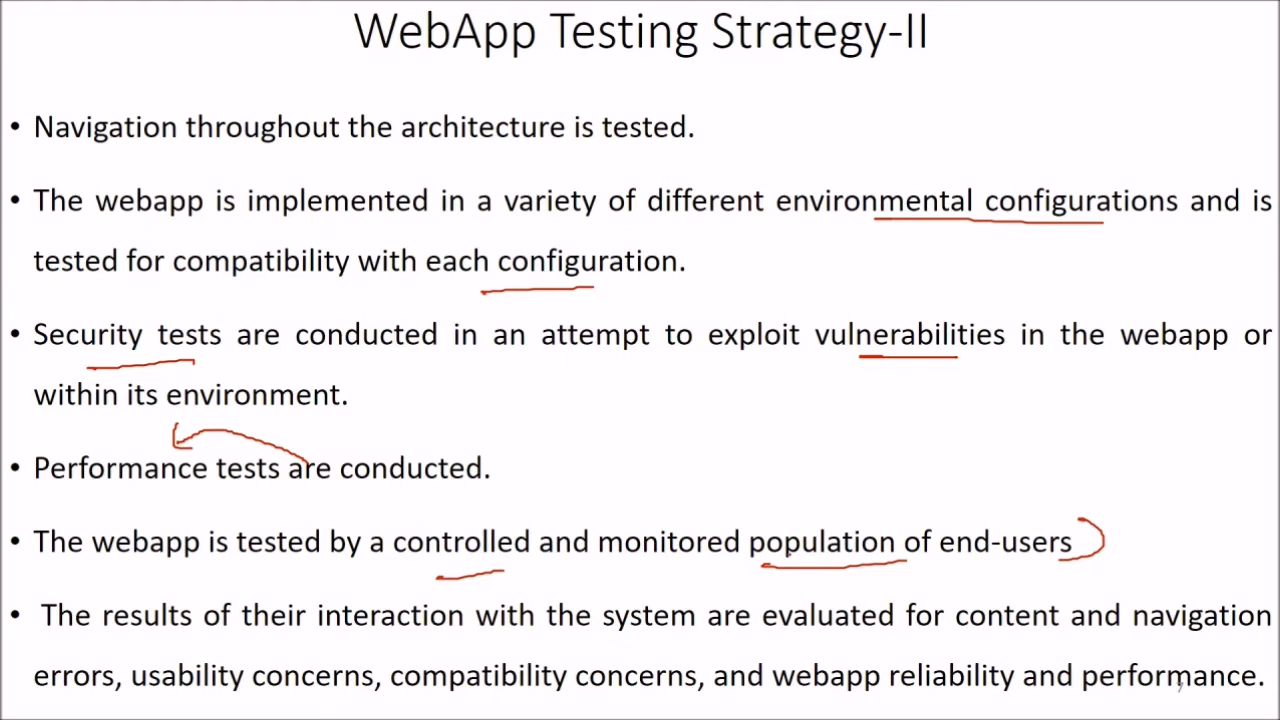 WebApp Testing Strategy-II
• Navigation throughout the architecture is tested.
• The webapp is implemented in a variety of different environmental configurations and is
tested for compatibility with each configuration.
• Security tests are conducted in an attempt to exploit vulnerabilities in the webapp or
within its environment.
• Performance tests are conducted.
• The webapp is tested by a controlled and monitored population of end-users
• The results of their interaction with the system are evaluated for content and navigation
errors, usability concerns, compatibility concerns, and webapp reliability and performance.
7